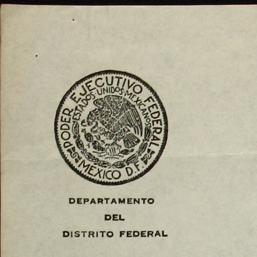 PODER EJECUTIVO FEDERAL
ESTADOS UNIDOS MEXICANOS
MEXICO D.F.
DEPARTAMENTO
DEL
DISTRITO FEDERAL